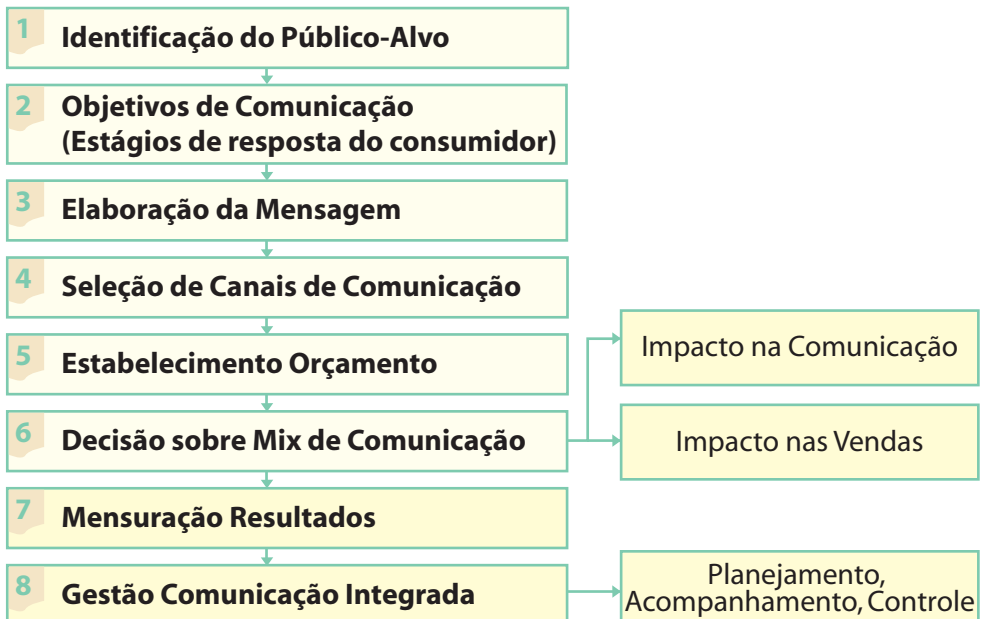 1 Identificação do Público-Alvo
2 Objetivos de Comunicação
(Estágios de resposta do consumidor)
3 Elaboração da Mensagem
4 Seleção de Canais de Comunicação
5 Estabelecimento Orçamento
Impacto na Comunicação
6 Decisão sobre Mix de Comunicação
Impacto nas Vendas
7 Mensuração Resultados
8 Gestão Comunicação Integrada
Planejamento,
Acompanhamento, Controle